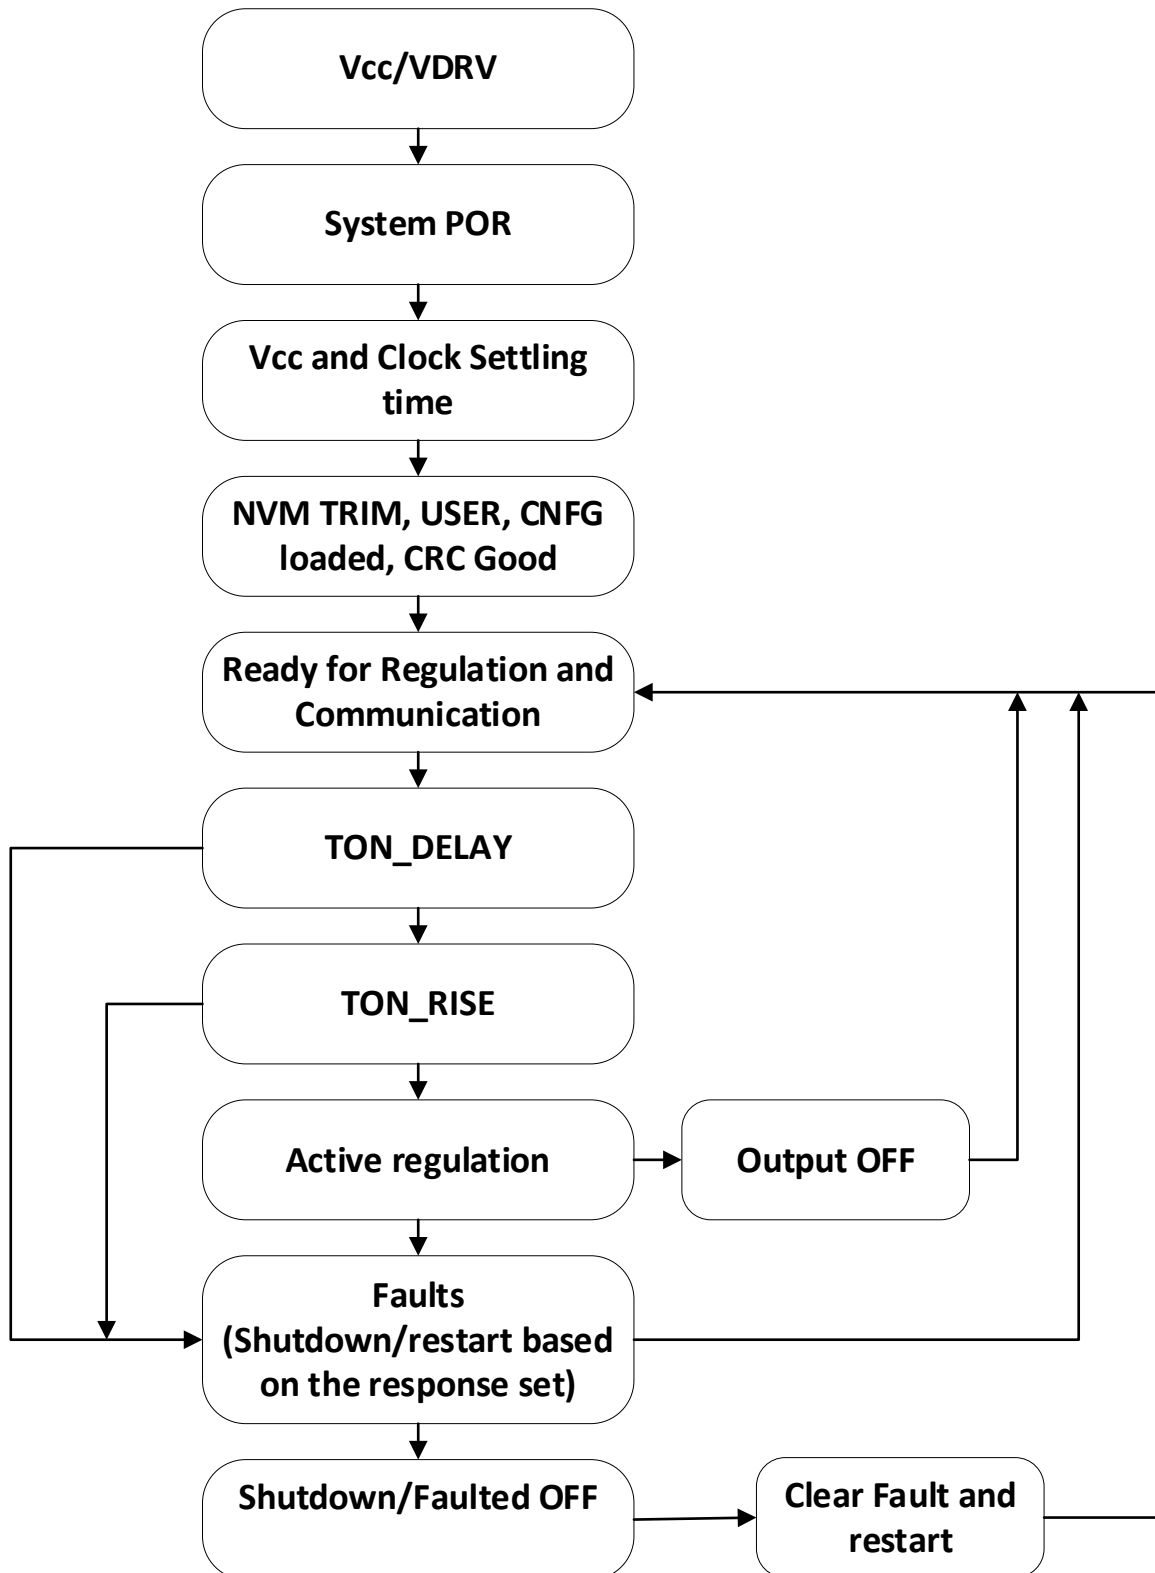 Vcc/VDRV
System POR
Vcc and Clock Settling
time
NVM TRIM, USER, CNFG
loaded, CRC Good
Ready for Regulation and
Communication
TON_DELAY
TON_RISE
Active regulation
Output OFF
Faults
(Shutdown/restart based
on the response set)
Shutdown/Faulted OFF
Clear Fault and
restart